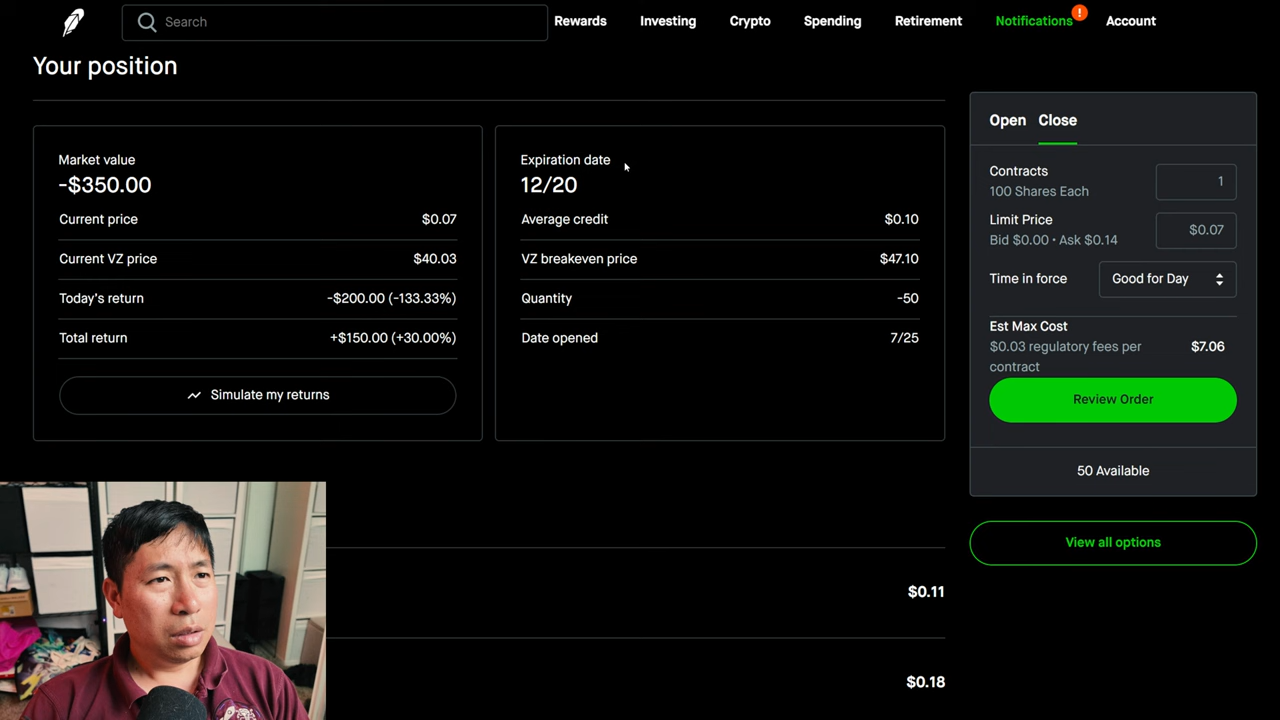 Search
Rewards
Investing
Crypto
Spending
Retirement
Notifications
!
Account
Your position
Market value
-$350.00
Current price $0.07
Current VZ price $40.03
Today's return -$200.00 (-133.33%)
Total return +$150.00 (+30.00%)
Simulate my returns
Expiration date
12/20
Average credit $0.10
VZ breakeven price $47.10
Quantity -50
Date opened 7/25
$0.11
$0.18
Open Close
Contracts 1
100 Shares Each
Limit Price $0.07
Bid $0.00 • Ask $0.14
Time in force Good for Day
Est Max Cost
$0.03 regulatory fees per
contract
$7.06
Review Order
50 Available
View all options